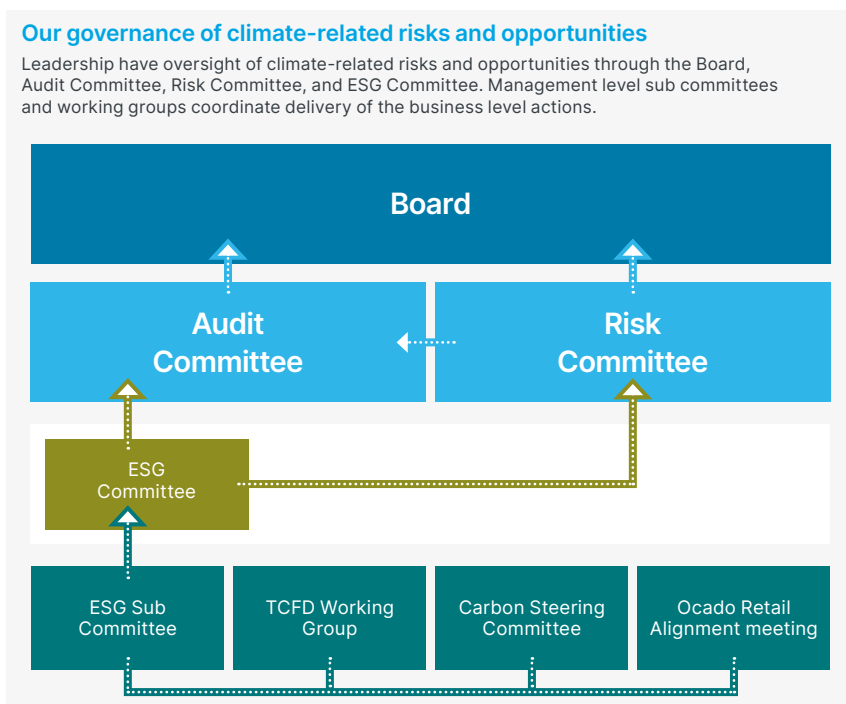 Our governance of climate-related risks and opportunities
Leadership have oversight of climate-related risks and opportunities through the Board,
Audit Committee, Risk Committee, and ESG Committee. Management level sub committees
and working groups coordinate delivery of the business level actions.
Board
Audit
Committee
Risk
Committee
ESG
Committee
ESG Sub
Committee
TCFD Working
Group
Carbon Steering
Committee
Ocado Retail
Alignment meeting